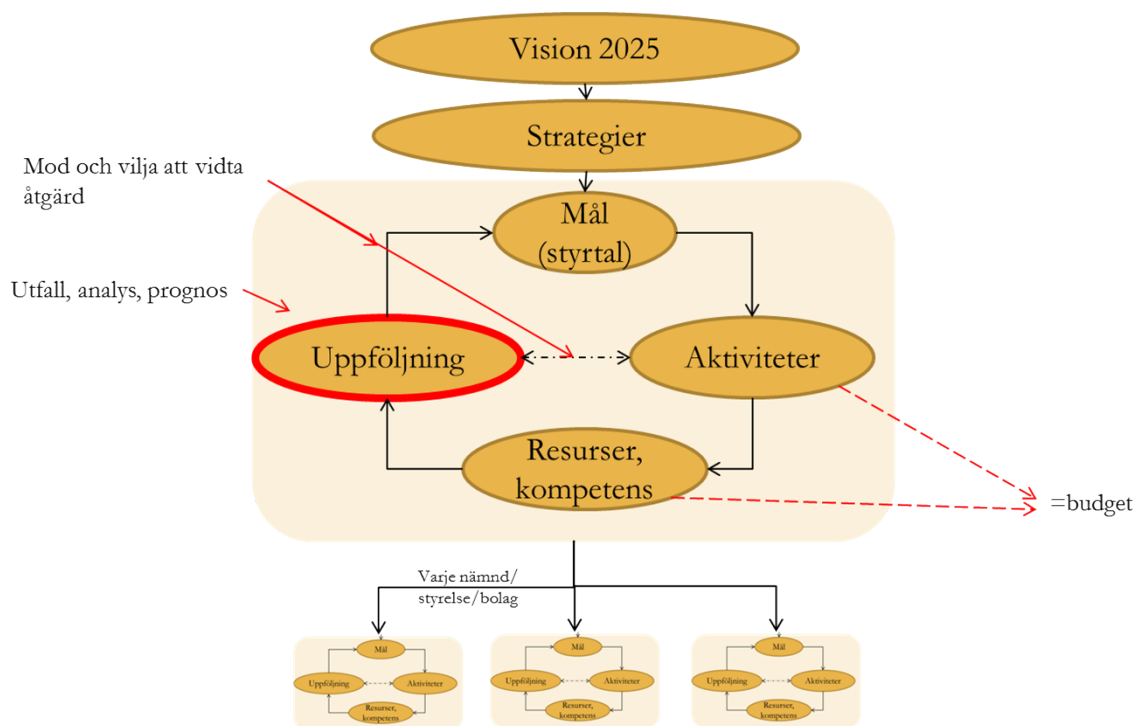 Vision 2025
Strategier
Mod och vilja att vidta
åtgärd
Mål
(styrtal)
Utfall, analys, prognos
Uppföljning
Aktiviteter
Resurser,
kompetens
=budget
Varje nämnd/
styrelse/bolag
Mål
Uppföljning
Aktiviteter
Resurser,
kompetens
Mål
Uppföljning
Aktiviteter
Resurser,
kompetens
Mål
Uppföljning
Aktiviteter
Resurser,
kompetens